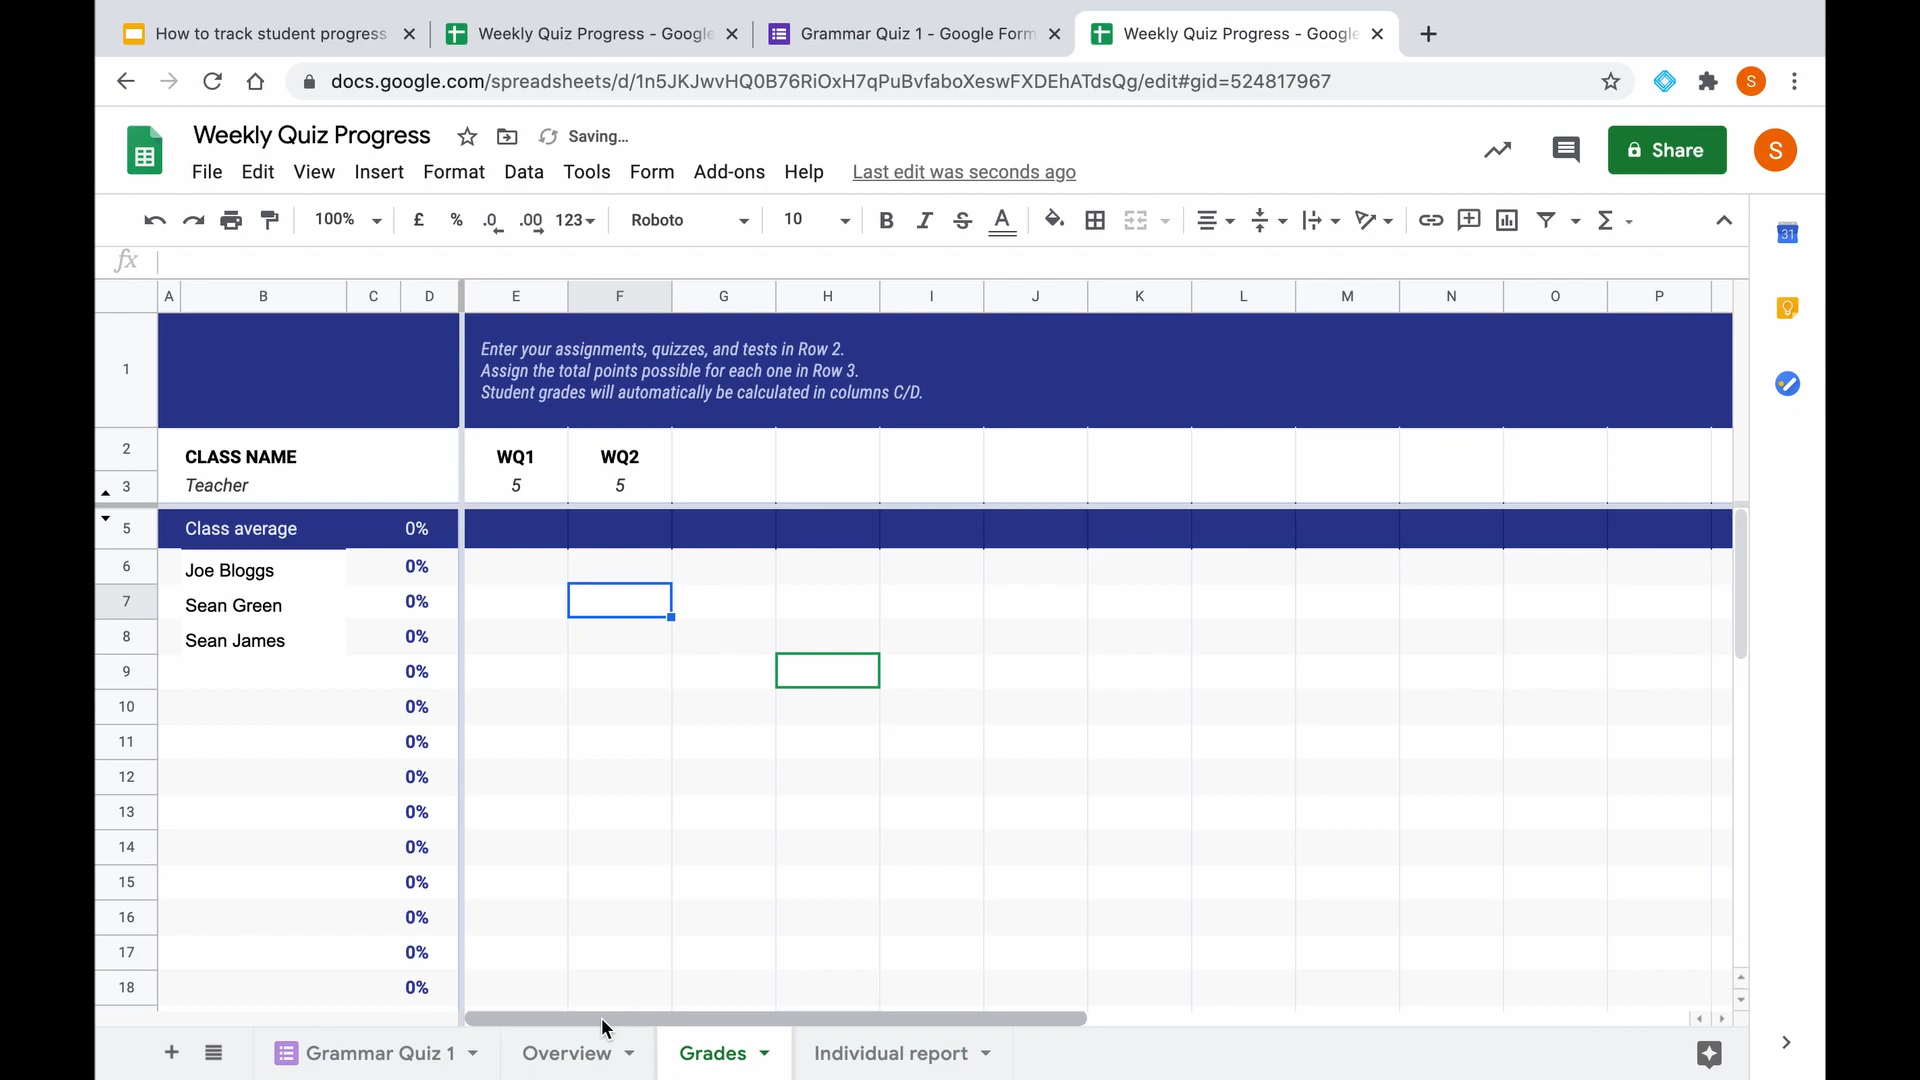 How to track student progress
Weekly Quiz Progress - Google
Grammar Quiz 1 - Google Form
Weekly Quiz Progress - Google
docs.google.com/spreadsheets/d/1n5JKJwvHQ0B76RiOxH7qPuBvfaboXeswFXDEhATdsQg/edit#gid=524817967
S
Weekly Quiz Progress
Saving...
File Edit View Insert Format Data Tools Form Add-ons Help Last edit was seconds ago
Share
S
100% £ % .0 .00 123 Roboto 10 B I S A Σ
31
fx
A B C D E F G H I J K L M N O P
1
Enter your assignments, quizzes, and tests in Row 2.
Assign the total points possible for each one in Row 3.
Student grades will automatically be calculated in columns C/D.
2 CLASS NAME WQ1 WQ2
3 Teacher 5 5
5 Class average 0%
6 Joe Bloggs 0%
7 Sean Green 0%
8 Sean James 0%
9 0%
10 0%
11 0%
12 0%
13 0%
14 0%
15 0%
16 0%
17 0%
18 0%
Grammar Quiz 1 Overview Grades Individual report